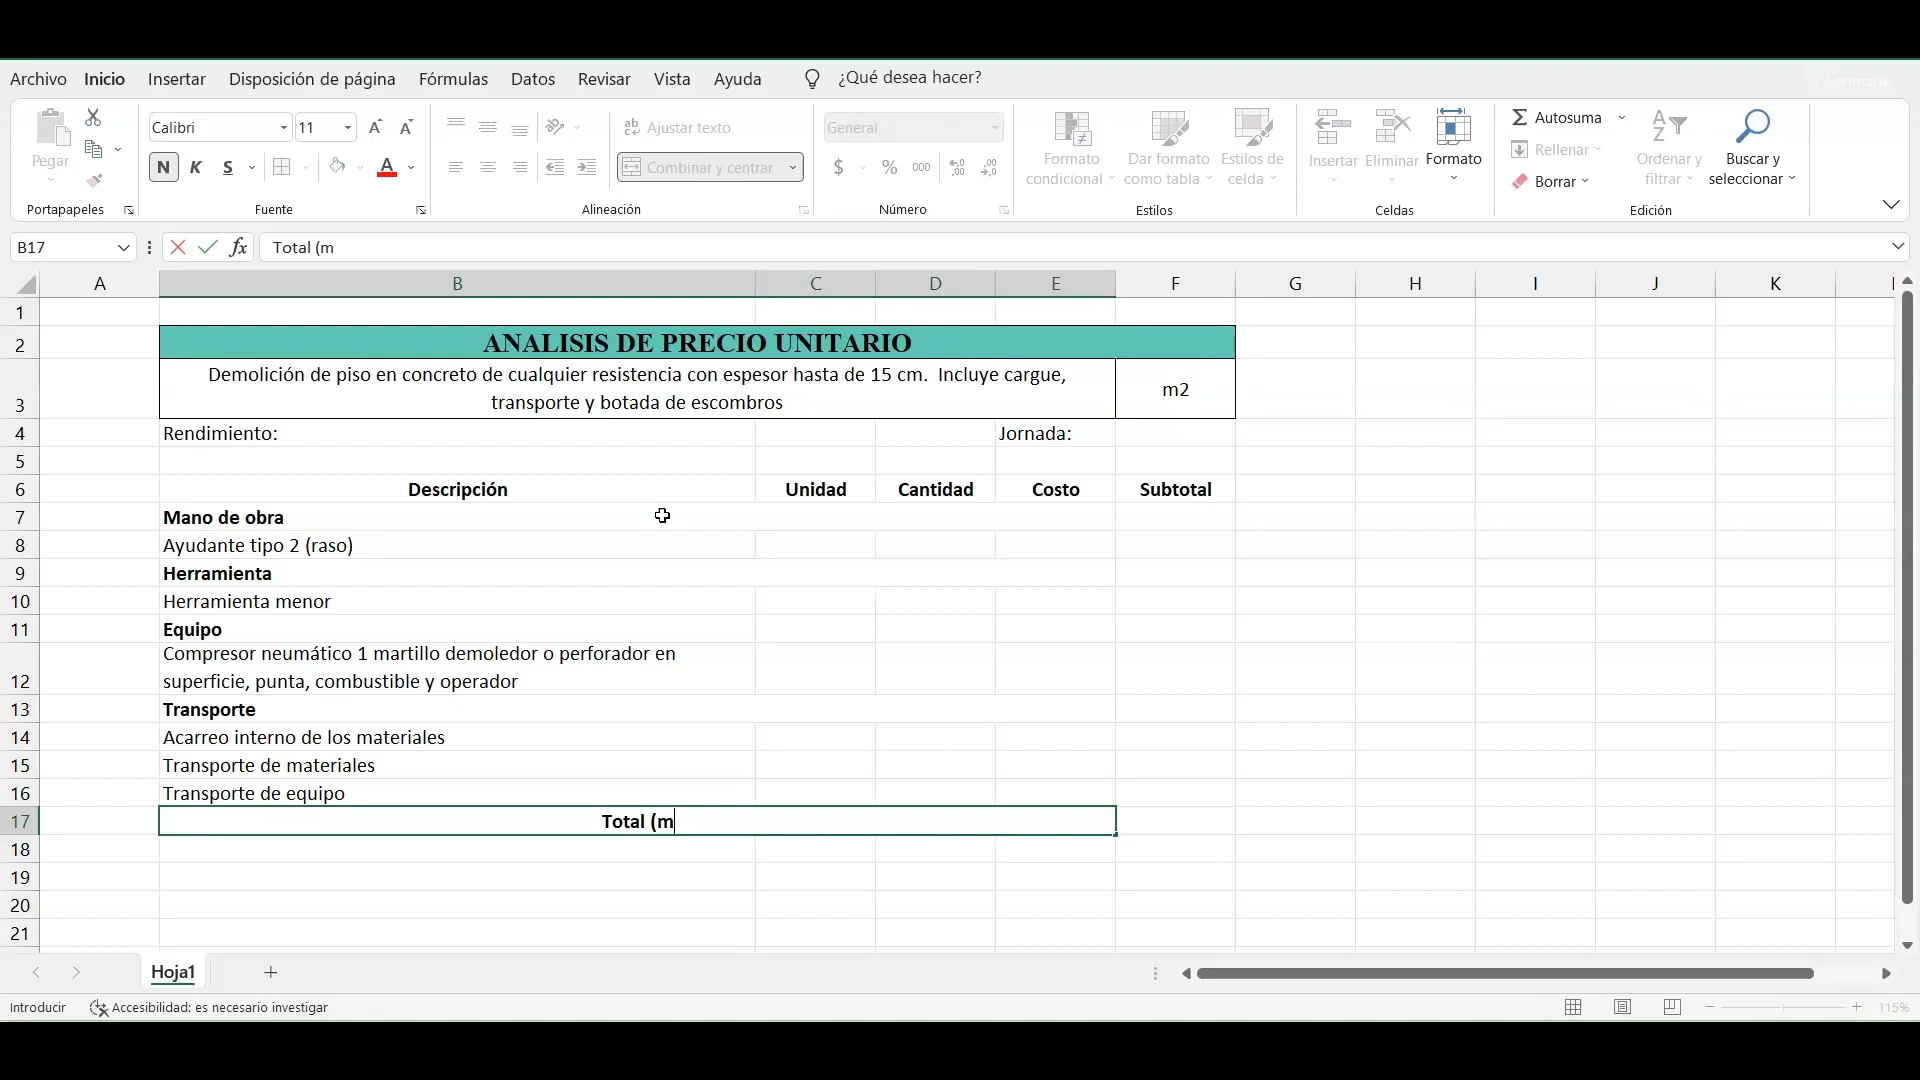 Archivo Inicio Insertar Disposición de página Fórmulas Datos Revisar Vista Ayuda ¿Qué desea hacer?
Pegar
Portapapeles
Calibri 11
N K S
Fuente
Ajustar texto
Combinar y centrar
Alineación
General
$ % 000
Número
Formato condicional
Dar formato como tabla
Estilos de celda
Estilos
Insertar Eliminar Formato
Celdas
Autosuma
Rellenar
Borrar
Ordenar y filtrar
Buscar y seleccionar
Edición
B17 fx Total (m
A B C D E F G H I J K
1
2 ANALISIS DE PRECIO UNITARIO
Demolición de piso en concreto de cualquier resistencia con espesor hasta de 15 cm. Incluye cargue,
3 transporte y botada de escombros m2
4 Rendimiento: Jornada:
5
6 Descripción Unidad Cantidad Costo Subtotal
7 Mano de obra
8 Ayudante tipo 2 (raso)
9 Herramienta
10 Herramienta menor
11 Equipo
Compresor neumático 1 martillo demoledor o perforador en
12 superficie, punta, combustible y operador
13 Transporte
14 Acarreo interno de los materiales
15 Transporte de materiales
16 Transporte de equipo
17 Total (m
18
19
20
21
Hoja1
Introducir Accesibilidad: es necesario investigar 115%